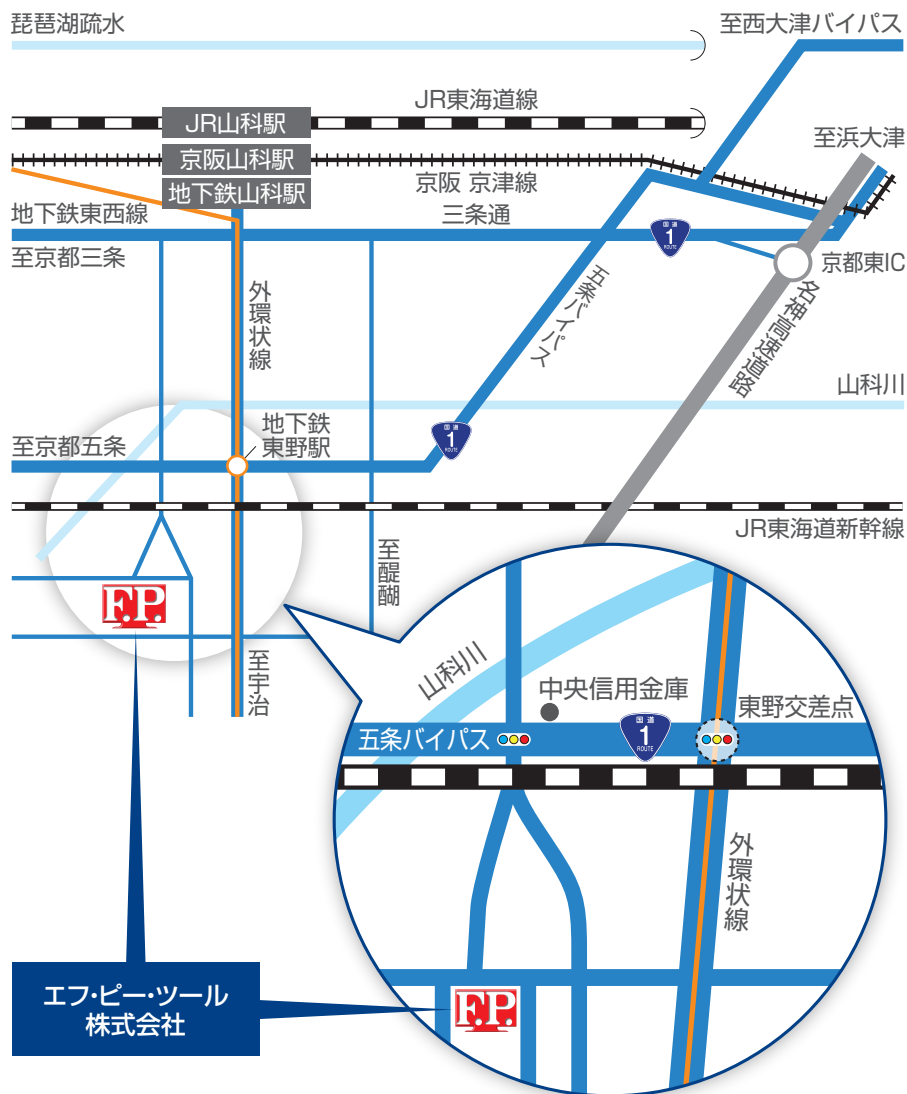 琵琶湖疏水
至西大津バイパス
JR東海道線
JR山科駅
至浜大津
京阪山科駅
京阪 京津線
地下鉄山科駅
地下鉄東西線
三条通
国道
1
ROUTE
至京都三条
京都東IC
外環状線
五条バイパス
名神高速道路
山科川
地下鉄
東野駅
国道
1
ROUTE
至京都五条
JR東海道新幹線
至醍醐
F.P.
至宇治
山科川
中央信用金庫
東野交差点
五条バイパス
国道
1
ROUTE
外環状線
F.P.
エフ・ピー・ツール
株式会社